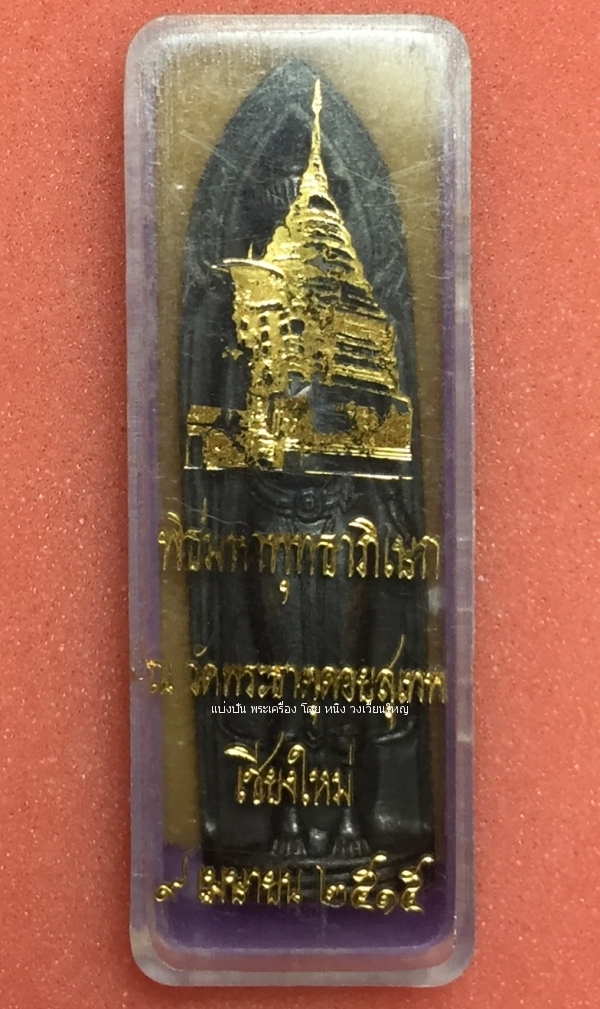 พิธีมหาพุทธาภิเษก
ณ วัดพระธาตุดอยสุเทพ
แบ่งปัน พระเครื่อง โดย หนึ่ง วงเวียนใหญ่
เชียงใหม่
๙ เมษายน ๒๕๑๕